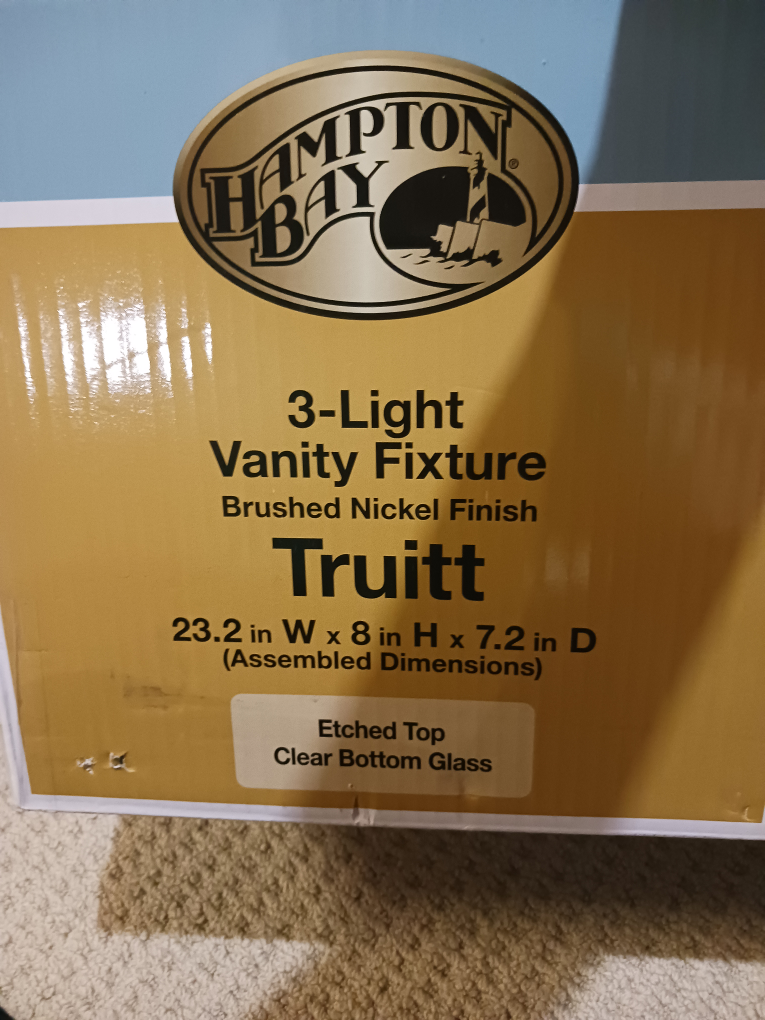 HAMPTON
BAY
®
3-Light
Vanity Fixture
Brushed Nickel Finish
Truitt
23.2 in W x 8 in H x 7.2 in D
(Assembled Dimensions)
Etched Top
Clear Bottom Glass